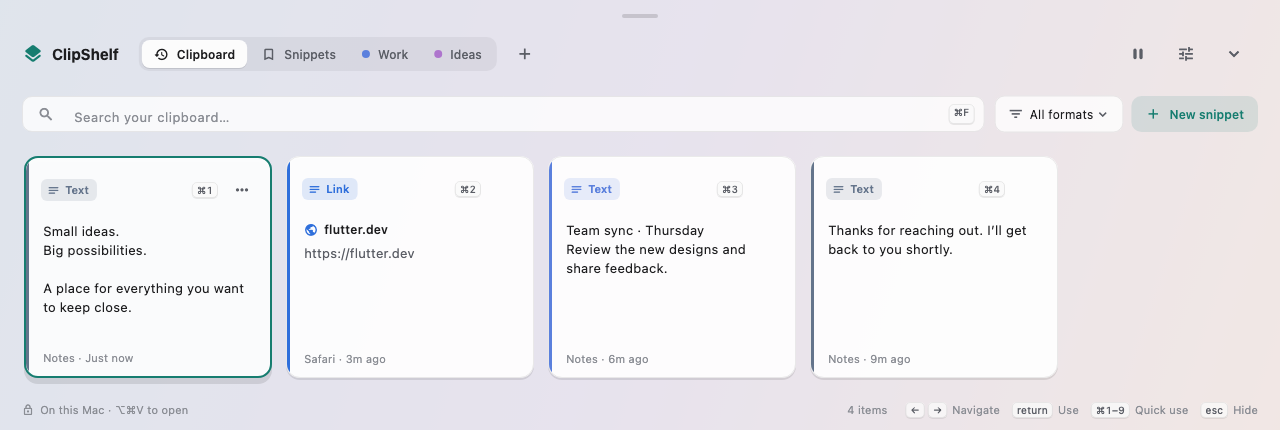 ClipShelf
Clipboard
Snippets
Work
Ideas
Search your clipboard…
⌘F
All formats
New snippet
Text
⌘1
Small ideas.
Big possibilities.
A place for everything you want
to keep close.
Notes · Just now
Link
⌘2
flutter.dev
https://flutter.dev
Safari · 3m ago
Text
⌘3
Team sync · Thursday
Review the new designs and
share feedback.
Notes · 6m ago
Text
⌘4
Thanks for reaching out. I’ll get
back to you shortly.
Notes · 9m ago
On this Mac · ⌥⌘V to open
4 items
← → Navigate
return Use
⌘1–9 Quick use
esc Hide